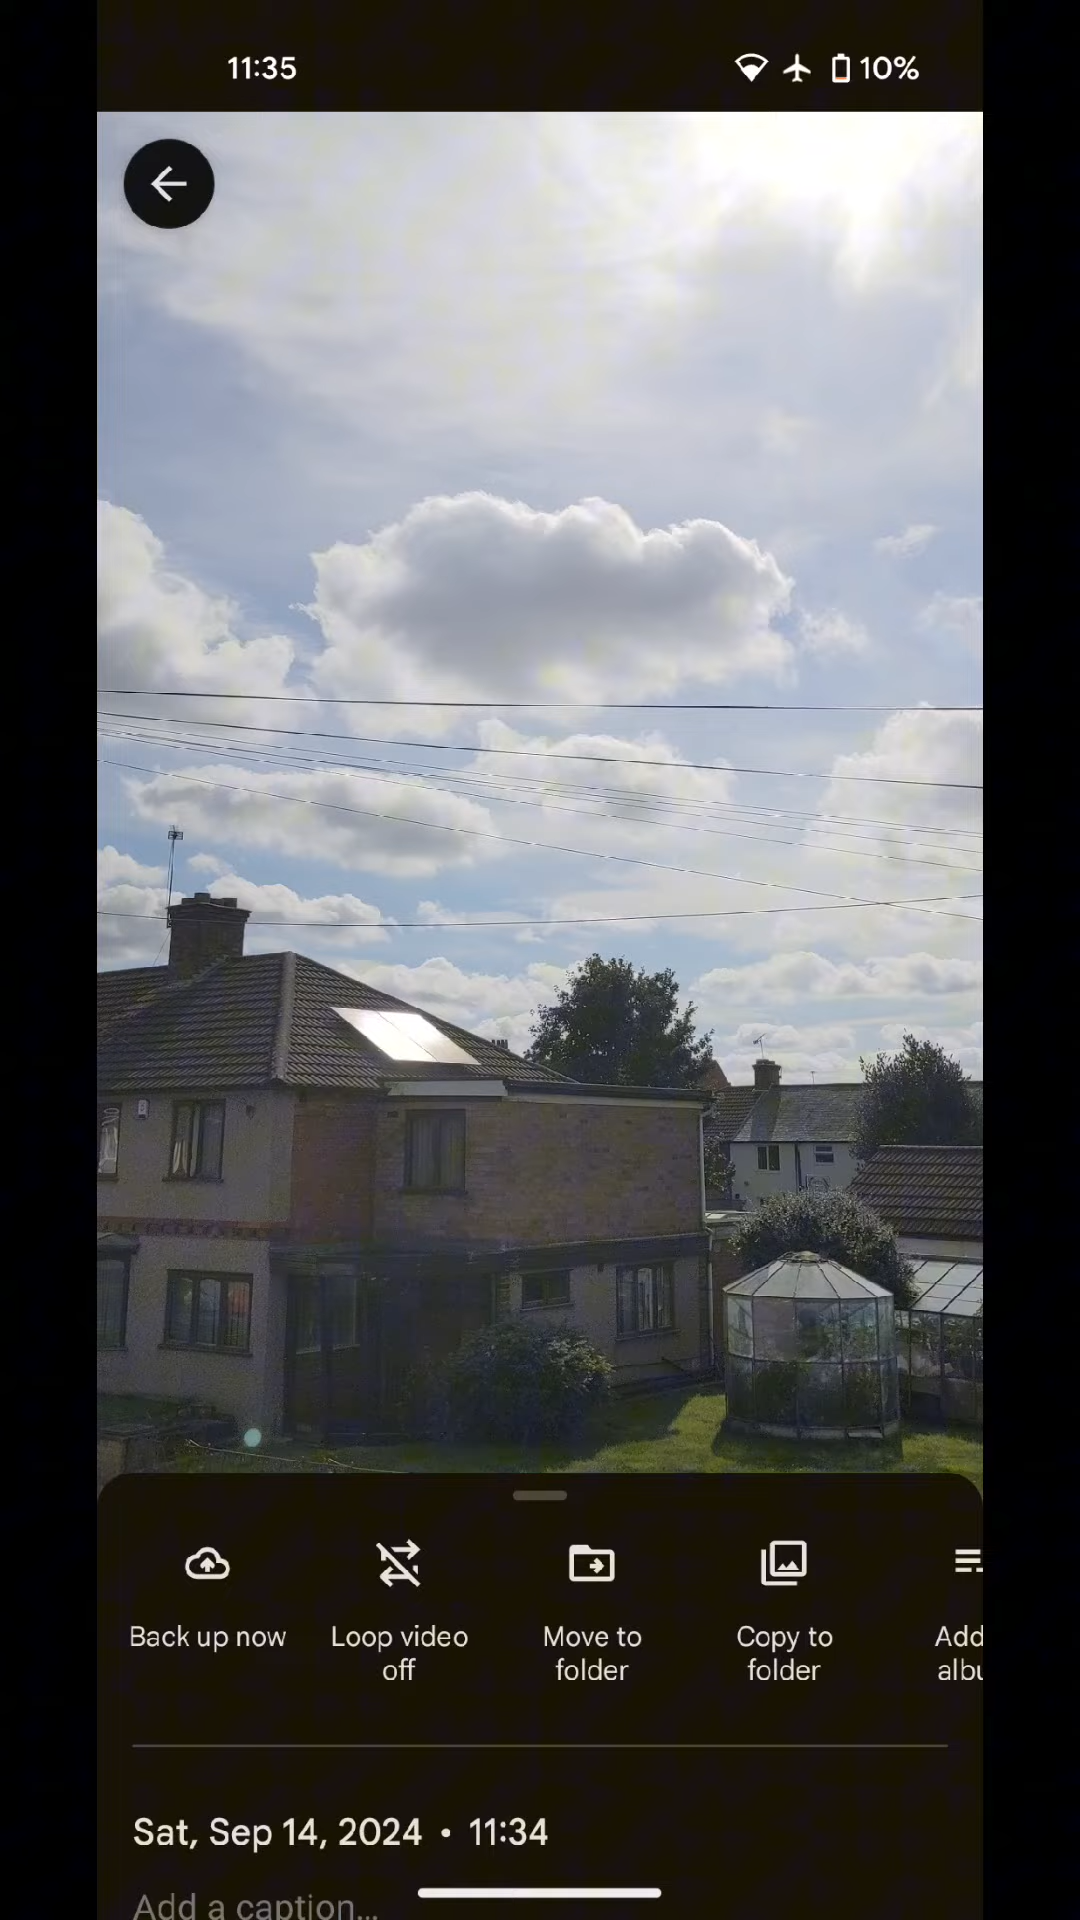 11:35 10%
Back up now
Loop video
off
Move to
folder
Copy to
folder
Add
Sat, Sep 14, 2024 • 11:34
Add a caption...